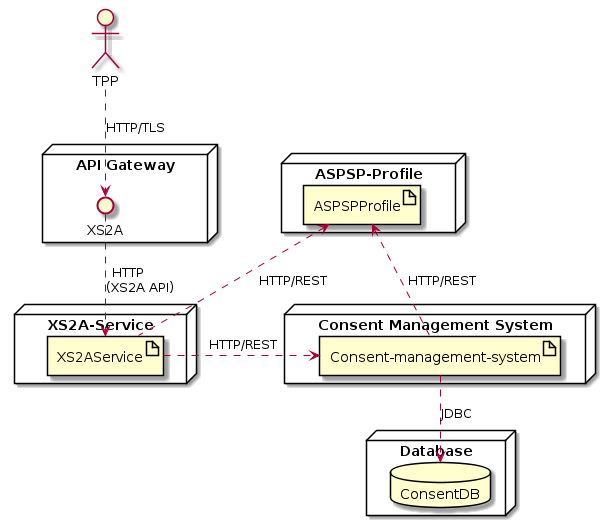 TPP
HTTP/TLS
API Gateway
XS2A
ASPSP-Profile
ASPSPProfile
HTTP
(XS2A API)
HTTP/REST
HTTP/REST
XS2A-Service
XS2AService
HTTP/REST
Consent Management System
Consent-management-system
JDBC
Database
ConsentDB